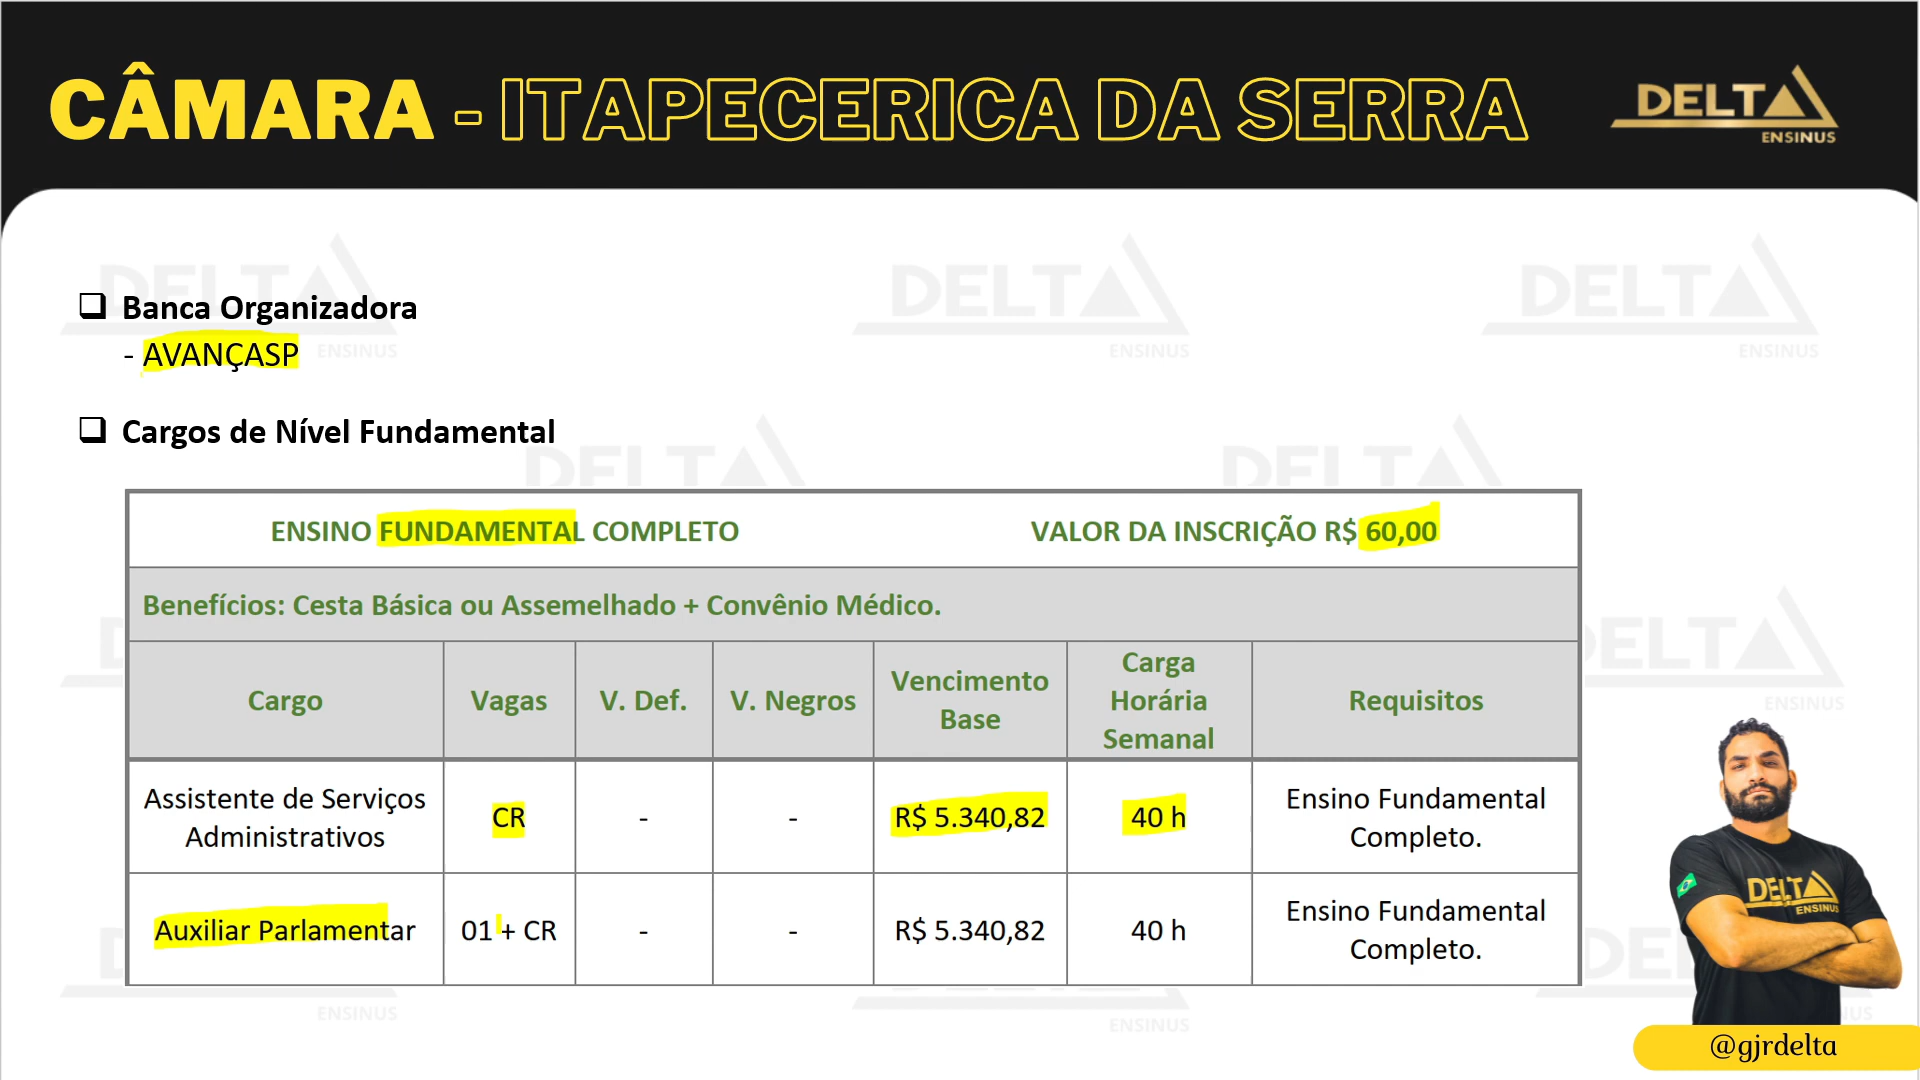 CÂMARA - ITAPECERICA DA SERRA
DELTA
ENSINUS
Banca Organizadora
- AVANÇASP
Cargos de Nível Fundamental
ENSINO FUNDAMENTAL COMPLETO VALOR DA INSCRIÇÃO R$ 60,00
Benefícios: Cesta Básica ou Assemelhado + Convênio Médico.
Cargo Vagas V. Def. V. Negros Vencimento Base Carga Horária Semanal Requisitos
Assistente de Serviços Administrativos CR - - R$ 5.340,82 40 h Ensino Fundamental Completo.
Auxiliar Parlamentar 01 + CR - - R$ 5.340,82 40 h Ensino Fundamental Completo.
DELTA
ENSINUS
@gjrdelta